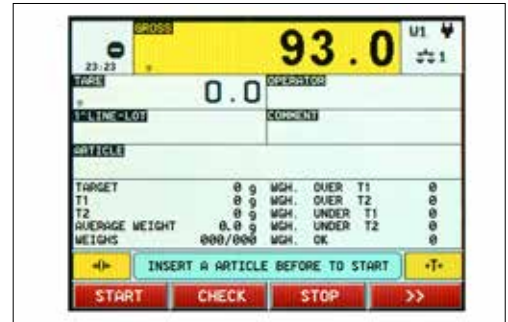 GROSS
93.0
U1
23:23
1
TARE
0.0
OPERATOR
1^LINE-LOT
COMMENT
ARTICLE
TARGET 0 g WGH. OVER T1 0
T1 0 g WGH. OVER T2 0
T2 0 g WGH. UNDER T1 0
AVERAGE WEIGHT 0.0 g WGH. UNDER T2 0
WEIGHS 000/000 WGH. OK 0
INSERT A ARTICLE BEFORE TO START
T
START CHECK STOP >>